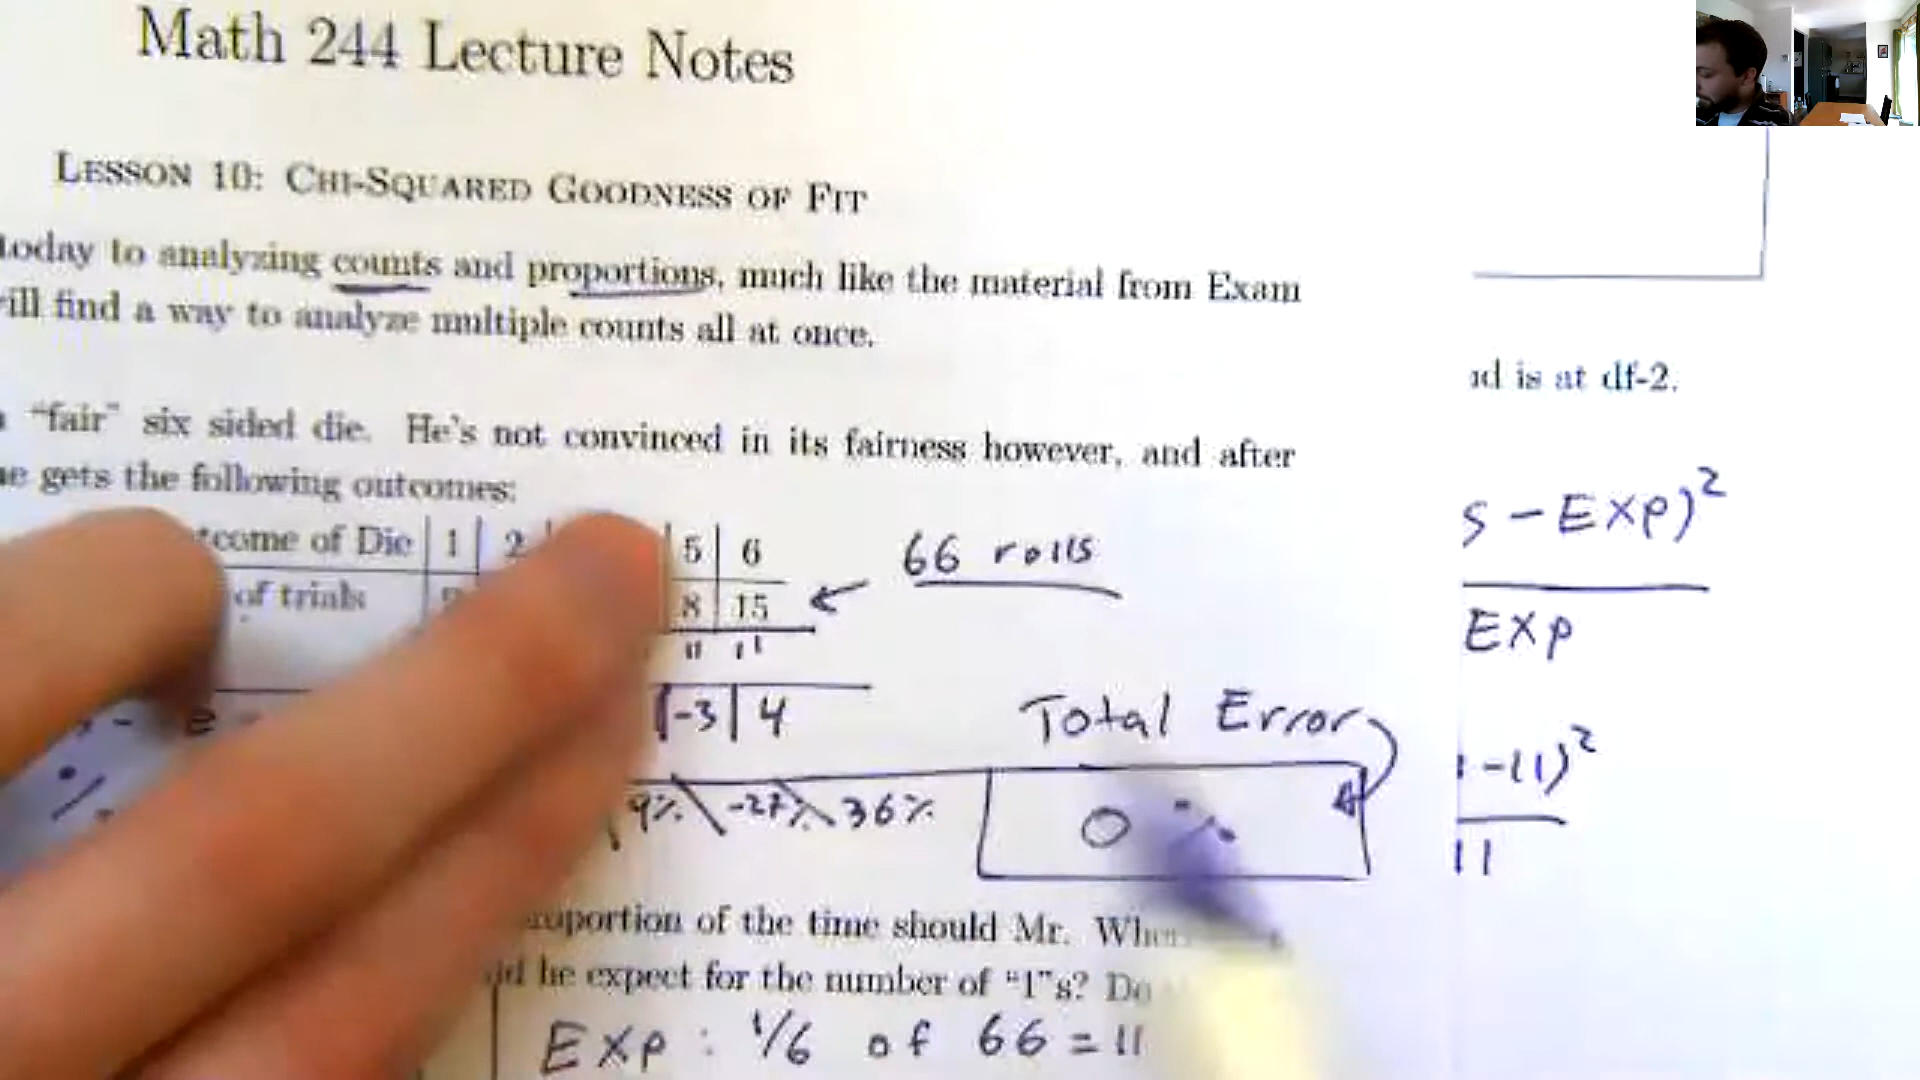 Math 244 Lecture Notes
LESSON 10: CHI-SQUARED GOODNESS OF FIT
today to analyzing counts and proportions, much like the material from Exam
ill find a way to analyze multiple counts all at once.
d is at df-2.
"fair" six sided die. He's not convinced in its fairness however, and after
e gets the following outcomes:
S - EXP)²
EXP
tcome of Die 1 2 5 6
of trials 8 15
66 rolls
11 11
-3 4
Total Error
-11)²
11
9% -27% 36%
0 %
oportion of the time should Mr.
ld he expect for the number of "1"s? Do
EXP : 1/6 of 66 = 11